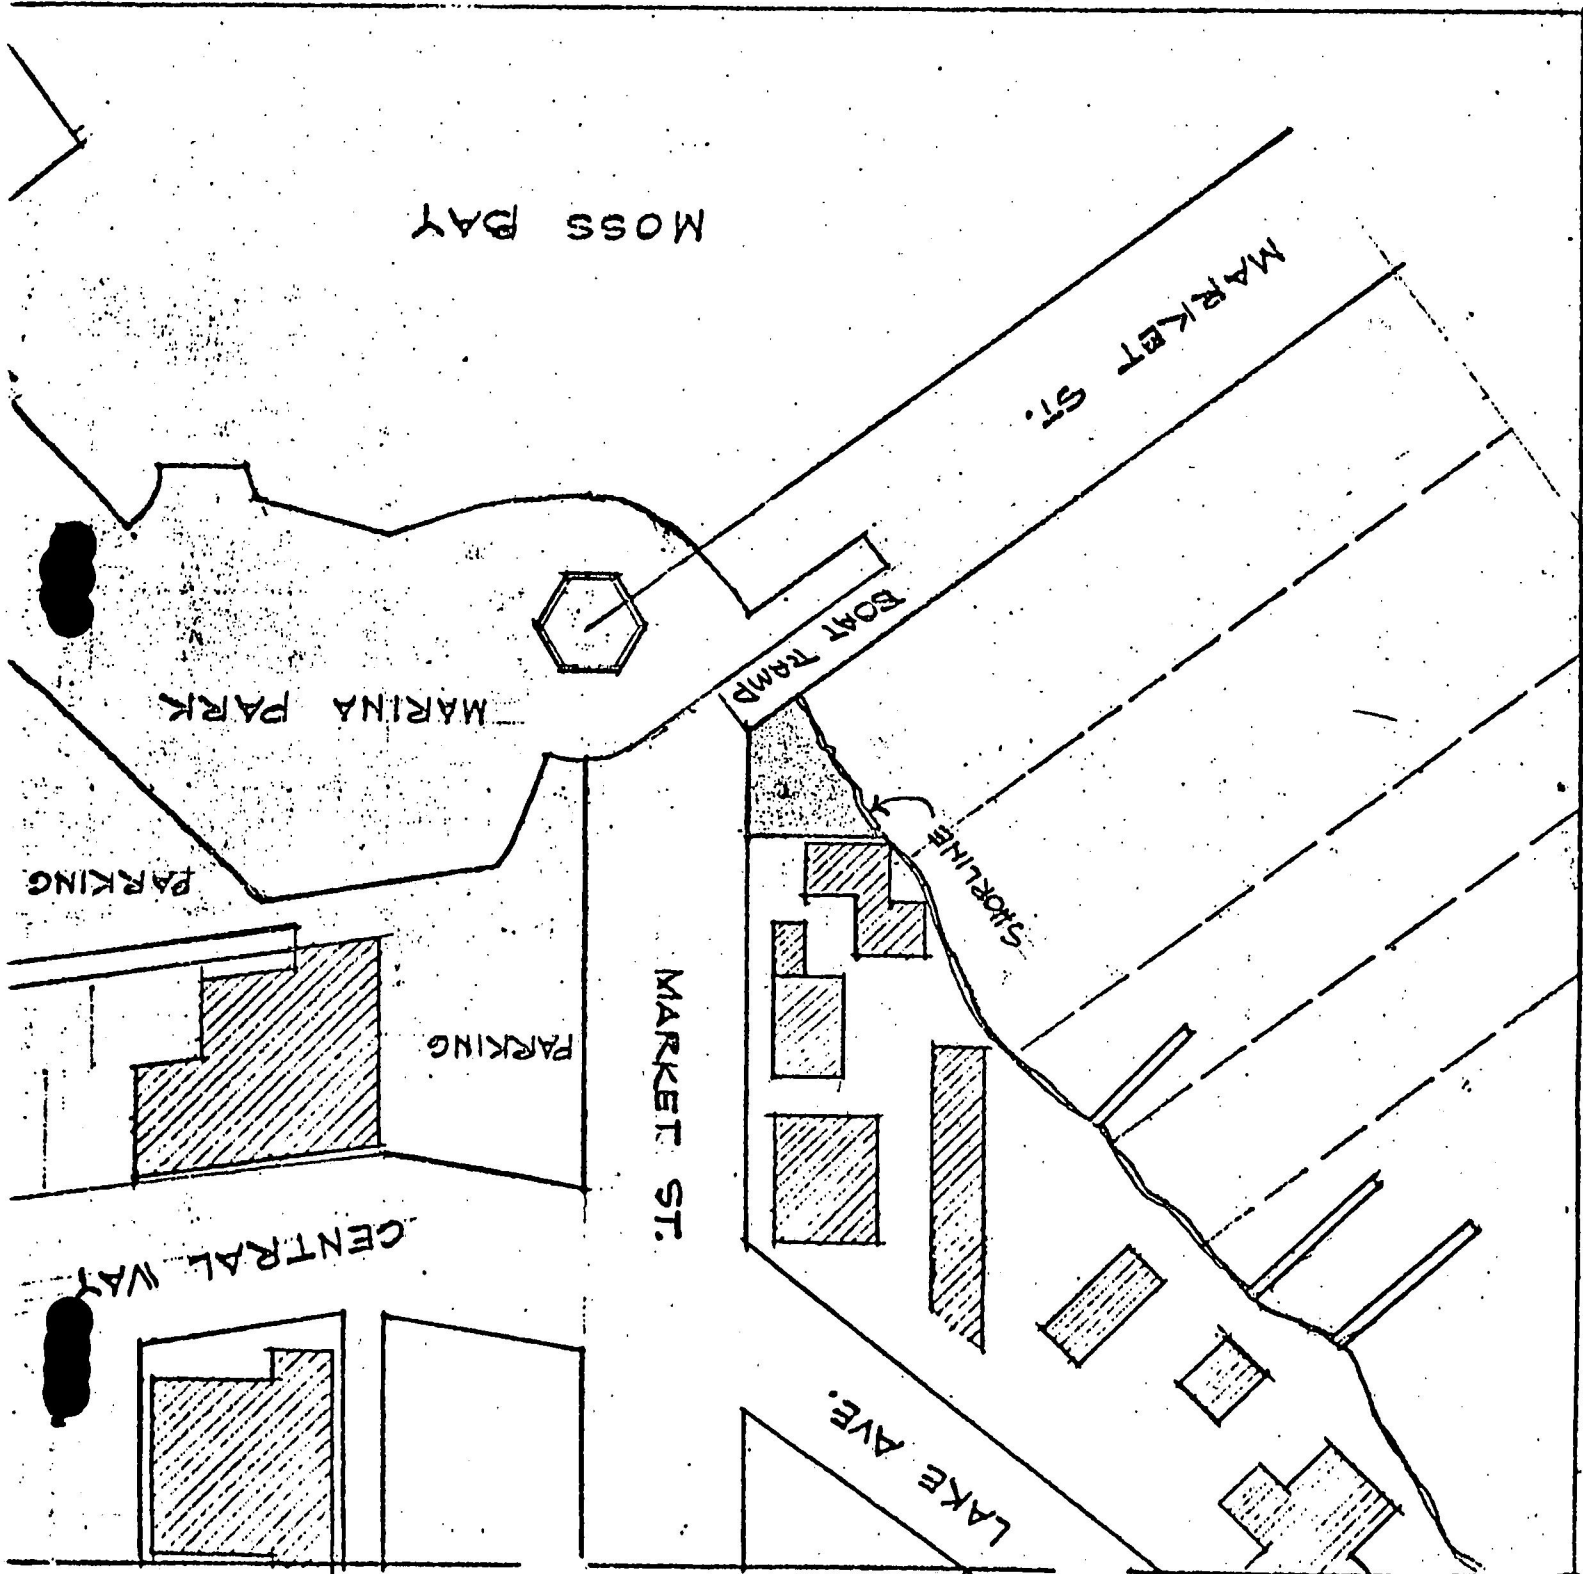 MOSS BAY
MARKET ST.
BOAT RAMP
MARINA PARK
SHORLINE
PARKING
PARKING
MARKET ST.
CENTRAL WAY
LAKE AVE.